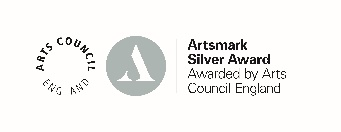 ARTS COUNCIL
ENGLAND
A
Artsmark
Silver Award
Awarded by Arts
Council England